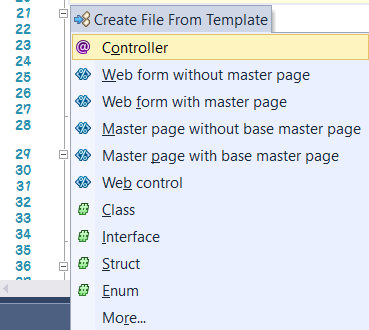 21 Create File From Template
22 @ Controller
23
24 Web form without master page
25
26 Web form with master page
27
28 Master page without base master page
29 Master page with base master page
30
31 Web control
32
33 # Class
34 # Interface
35 # Struct
36 # Enum
More...